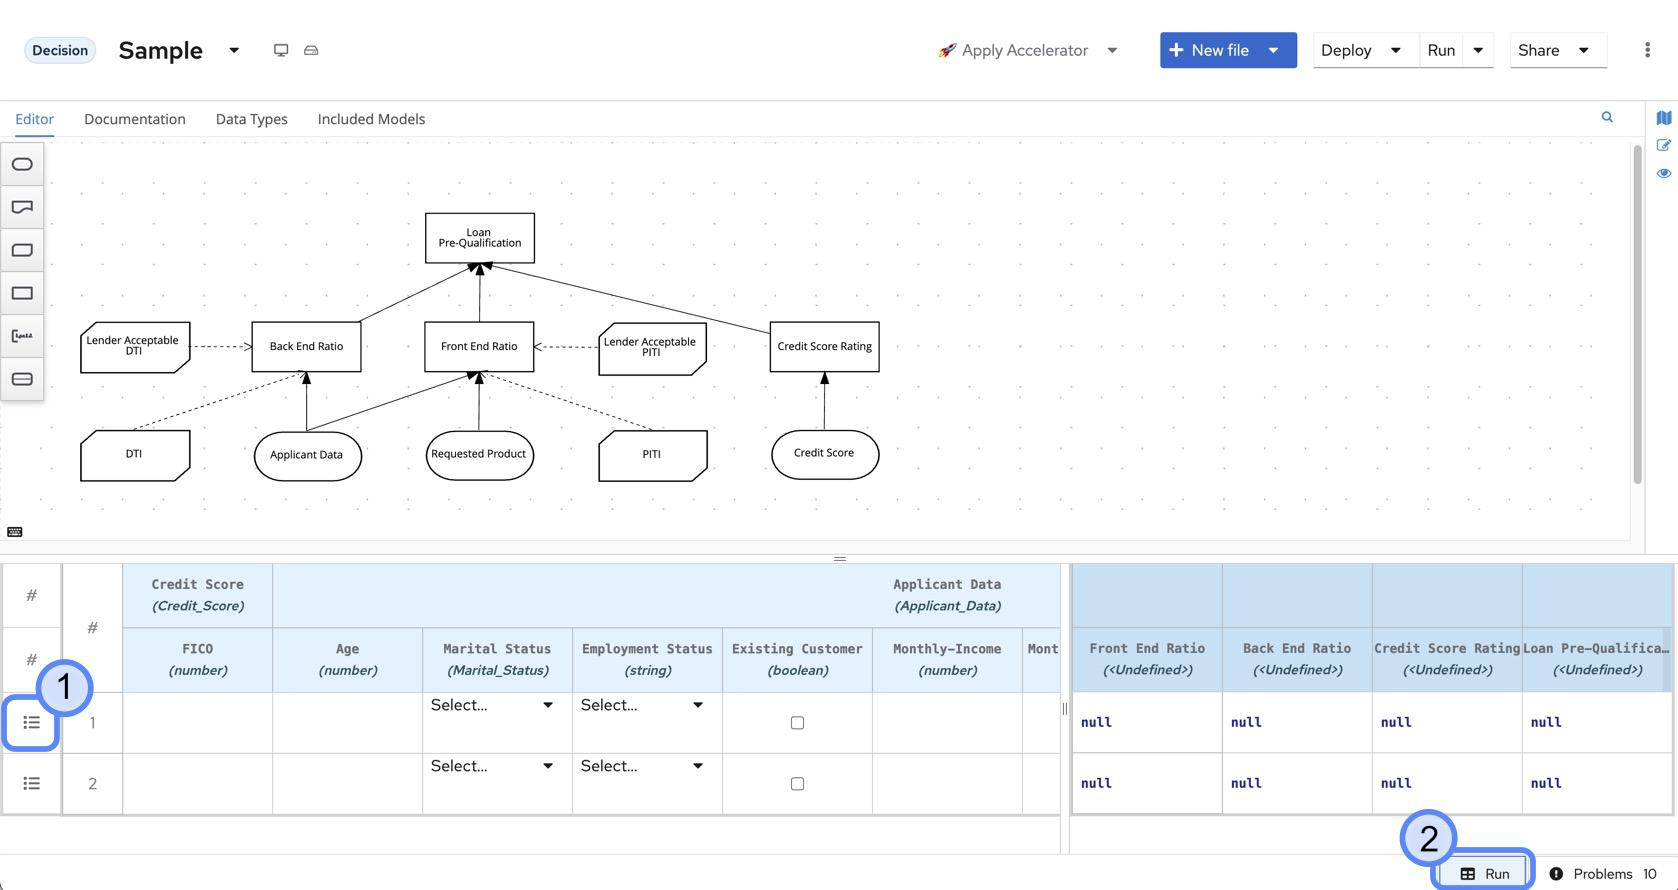 Decision
Sample
Apply Accelerator
New file
Deploy
Run
Share
Editor
Documentation
Data Types
Included Models
Loan
Pre-Qualification
Lender Acceptable
DTI
Back End Ratio
Front End Ratio
Lender Acceptable
PITI
Credit Score Rating
DTI
Applicant Data
Requested Product
PITI
Credit Score
#
#
Credit Score
(Credit_Score)
Applicant Data
(Applicant_Data)
#
FICO
(number)
Age
(number)
Marital Status
(Marital_Status)
Employment Status
(string)
Existing Customer
(boolean)
Monthly-Income
(number)
Mont
Front End Ratio
(<Undefined>)
Back End Ratio
(<Undefined>)
Credit Score Rating
(<Undefined>)
Loan Pre-Qualifica...
(<Undefined>)
1
1
Select...
Select...
null
null
null
null
2
Select...
Select...
null
null
null
null
2
Run
Problems 10